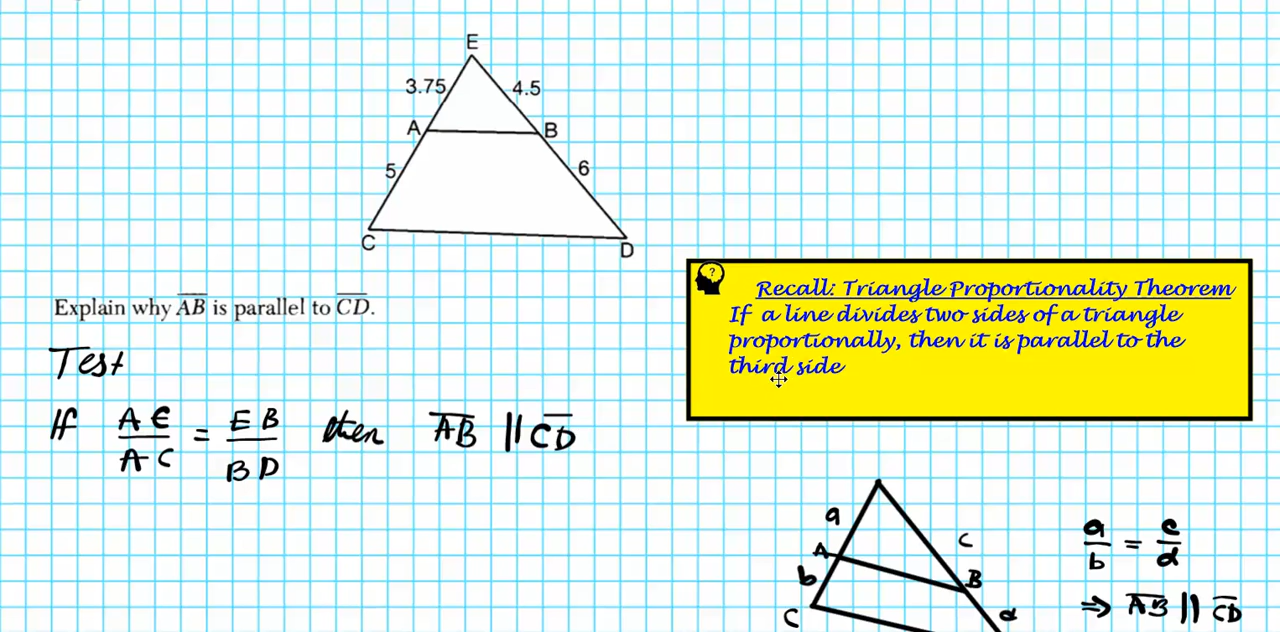 E
3.75
4.5
A
B
5
6
C
D
Explain why AB is parallel to CD.
Test
If AE/AC = EB/BD then AB || CD
?
Recall: Triangle Proportionality Theorem
If a line divides two sides of a triangle
proportionally, then it is parallel to the
third side
a
c
A
B
b
C
d
a/b = c/d
⇒ AB || CD